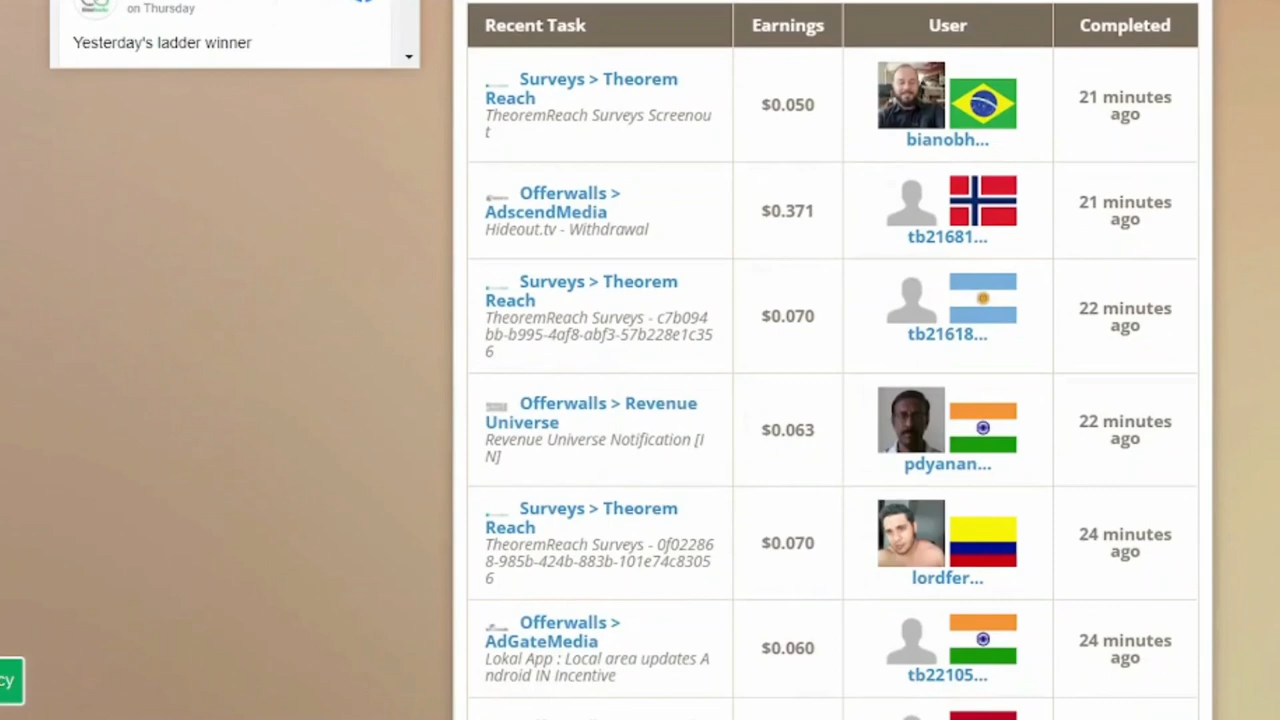 on Thursday
Yesterday's ladder winner
Recent Task
Earnings
User
Completed
Surveys > Theorem
Reach
TheoremReach Surveys Screenou
t
$0.050
bianobh...
21 minutes
ago
Offerwalls >
AdscendMedia
Hideout.tv - Withdrawal
$0.371
tb21681...
21 minutes
ago
Surveys > Theorem
Reach
TheoremReach Surveys - c7b094
bb-b995-4af8-abf3-57b228e1c35
6
$0.070
tb21618...
22 minutes
ago
Offerwalls > Revenue
Universe
Revenue Universe Notification [I
N]
$0.063
pdyanan...
22 minutes
ago
Surveys > Theorem
Reach
TheoremReach Surveys - 0f02286
8-985b-424b-883b-101e74c8305
6
$0.070
lordfer...
24 minutes
ago
Offerwalls >
AdGateMedia
Lokal App : Local area updates A
ndroid IN Incentive
$0.060
tb22105...
24 minutes
ago
cy